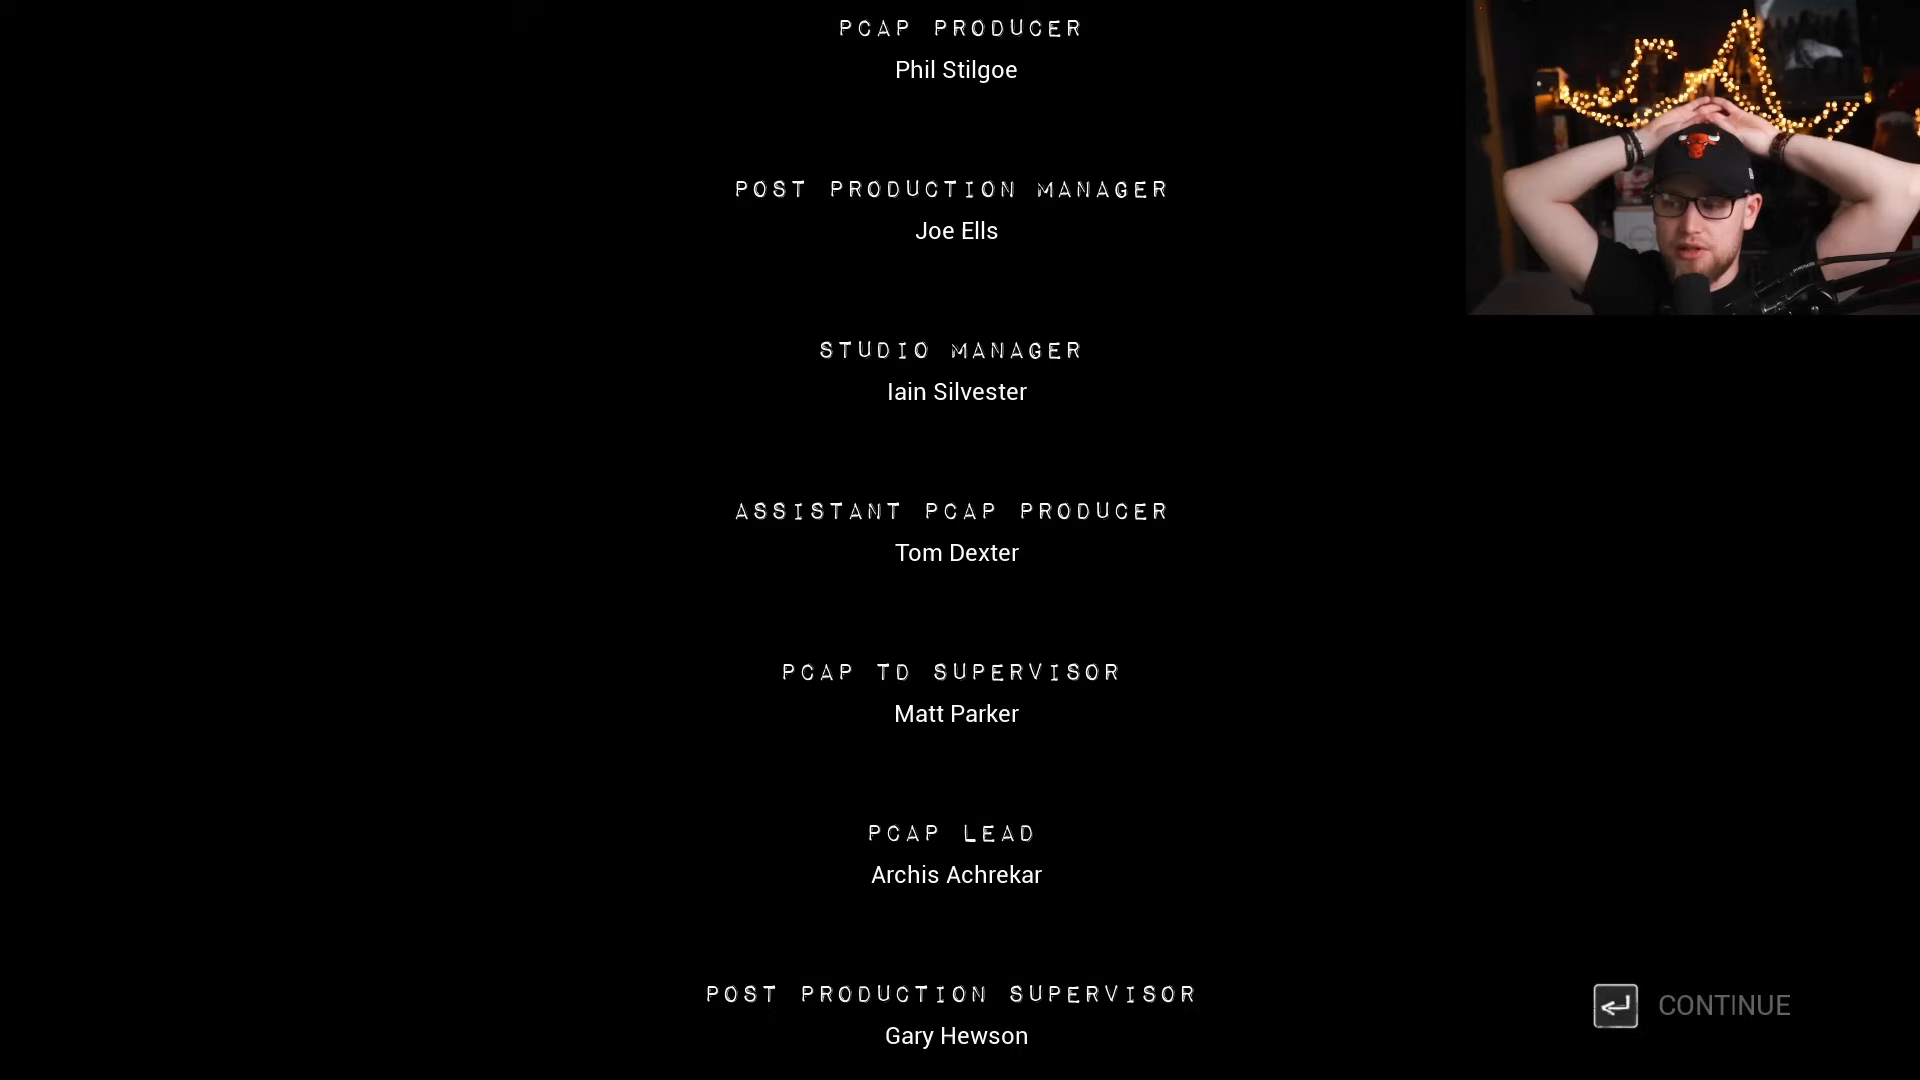 PCAP PRODUCER
Phil Stilgoe
POST PRODUCTION MANAGER
Joe Ells
STUDIO MANAGER
Iain Silvester
ASSISTANT PCAP PRODUCER
Tom Dexter
PCAP TD SUPERVISOR
Matt Parker
PCAP LEAD
Archis Achrekar
POST PRODUCTION SUPERVISOR
Gary Hewson
CONTINUE